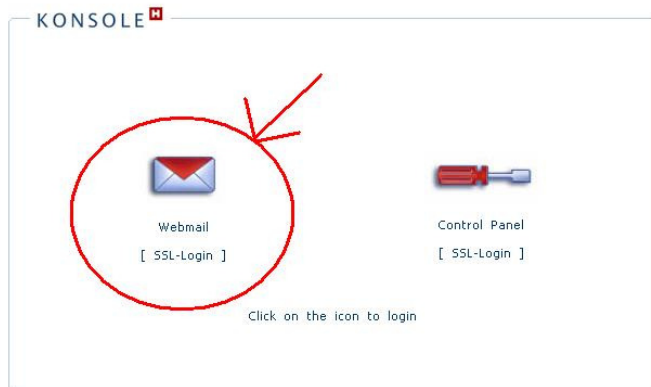 KONSOLE H
Webmail
[ SSL-Login ]
Control Panel
[ SSL-Login ]
Click on the icon to login